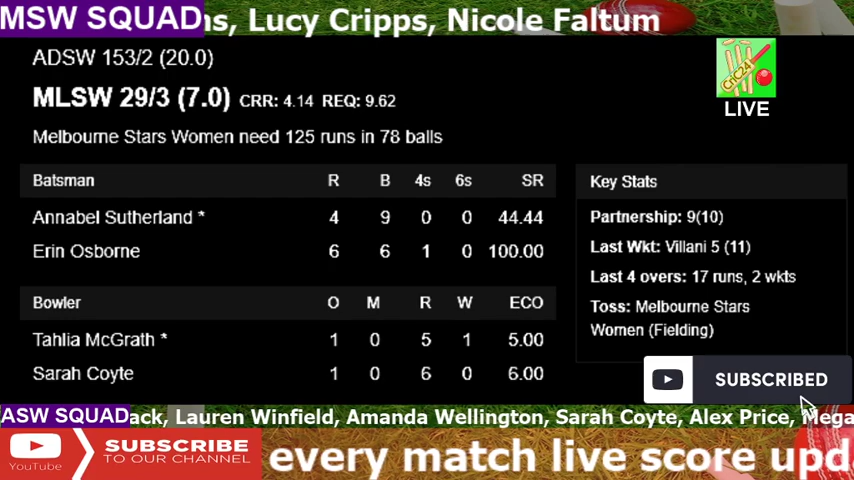 MSW SQUAD ns, Lucy Cripps, Nicole Faltum
ADSW 153/2 (20.0)
MLSW 29/3 (7.0) CRR: 4.14 REQ: 9.62
Melbourne Stars Women need 125 runs in 78 balls
CriC24
LIVE
Batsman R B 4s 6s SR
Annabel Sutherland * 4 9 0 0 44.44
Erin Osborne 6 6 1 0 100.00
Bowler O M R W ECO
Tahlia McGrath * 1 0 5 1 5.00
Sarah Coyte 1 0 6 0 6.00
Key Stats
Partnership: 9(10)
Last Wkt: Villani 5 (11)
Last 4 overs: 17 runs, 2 wkts
Toss: Melbourne Stars
Women (Fielding)
SUBSCRIBED
ASW SQUAD ack, Lauren Winfield, Amanda Wellington, Sarah Coyte, Alex Price, Mega
YouTube
SUBSCRIBE
TO OUR CHANNEL
every match live score upd